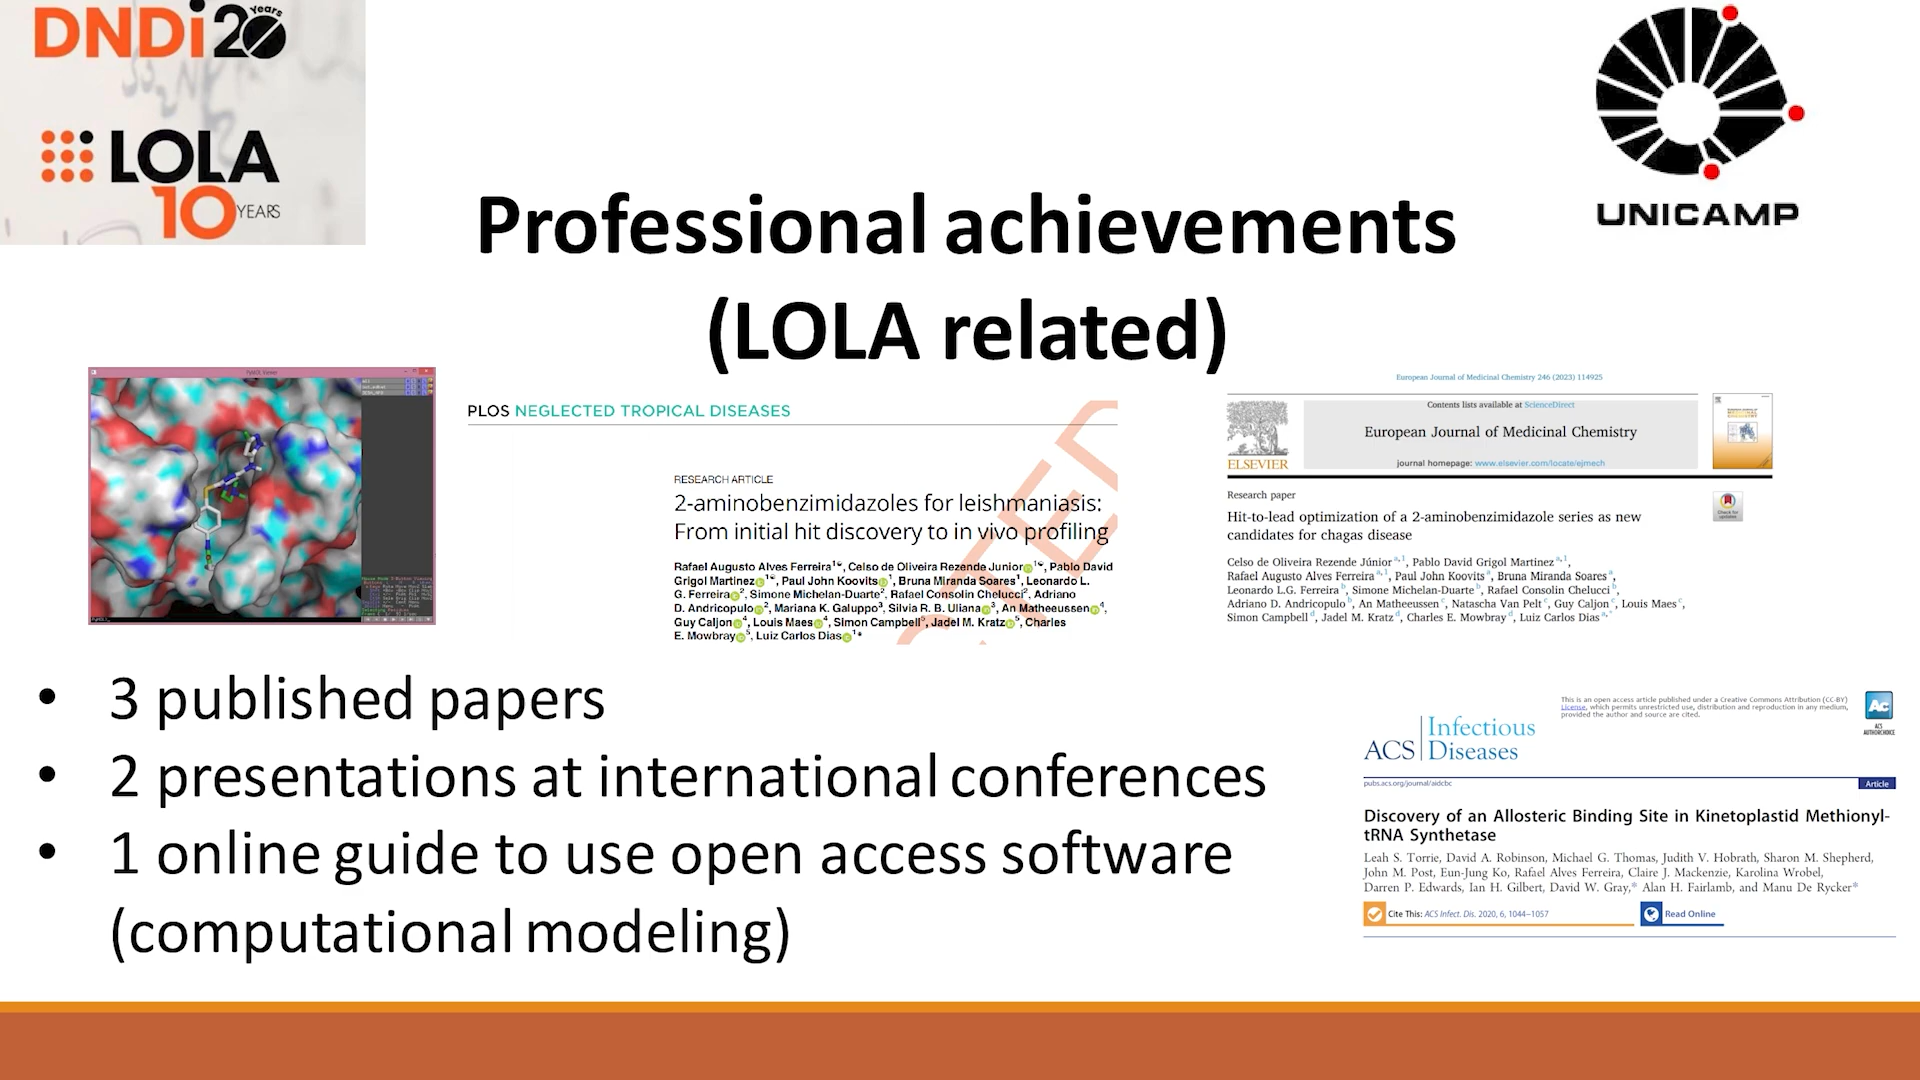 DNDi 20 Years
LOLA
10 YEARS
UNICAMP
Professional achievements
(LOLA related)
PyMOL Viewer
PLOS NEGLECTED TROPICAL DISEASES
RESEARCH ARTICLE
2-aminobenzimidazoles for leishmaniasis:
From initial hit discovery to in vivo profiling
Rafael Augusto Alves Ferreira¹, Celso de Oliveira Rezende Junior¹, Pablo David
Grigol Martinez¹, Paul John Koovits¹, Bruna Miranda Soares¹, Leonardo L.
G. Ferreira², Simone Michelan-Duarte², Rafael Consolin Chelucci², Adriano
D. Andricopulo², Mariana K. Galuppo³, Silvia R. B. Uliana³, An Matheeussen⁴,
Guy Caljon⁴, Louis Maes⁴, Simon Campbell⁵, Jadel M. Kratz⁵, Charles
E. Mowbray⁵, Luiz Carlos Dias¹*
European Journal of Medicinal Chemistry 246 (2023) 114925
Contents lists available at ScienceDirect
European Journal of Medicinal Chemistry
journal homepage: www.elsevier.com/locate/ejmech
ELSEVIER
Research paper
Check for
updates
Hit-to-lead optimization of a 2-aminobenzimidazole series as new
candidates for chagas disease
Celso de Oliveira Rezende Júnior a,1, Pablo David Grigol Martinez a,1,
Rafael Augusto Alves Ferreira a,1, Paul John Koovits a, Bruna Miranda Soares a,
Leonardo L.G. Ferreira b, Simone Michelan-Duarte b, Rafael Consolin Chelucci b,
Adriano D. Andricopulo b, An Matheeussen c, Natascha Van Pelt c, Guy Caljon c, Louis Maes c,
Simon Campbell d, Jadel M. Kratz d, Charles E. Mowbray d, Luiz Carlos Dias a,*
• 3 published papers
• 2 presentations at international conferences
• 1 online guide to use open access software
(computational modeling)
This is an open access article published under a Creative Commons Attribution (CC-BY)
License, which permits unrestricted use, distribution and reproduction in any medium,
provided the author and source are cited.
Ac
ACS
AUTHORCHOICE
ACS Infectious
Diseases
pubs.acs.org/journal/aidcbc
Article
Discovery of an Allosteric Binding Site in Kinetoplastid Methionyl-
tRNA Synthetase
Leah S. Torrie, David A. Robinson, Michael G. Thomas, Judith V. Hobrath, Sharon M. Shepherd,
John M. Post, Eun-Jung Ko, Rafael Alves Ferreira, Claire J. Mackenzie, Karolina Wrobel,
Darren P. Edwards, Ian H. Gilbert, David W. Gray,* Alan H. Fairlamb, and Manu De Rycker*
Cite This: ACS Infect. Dis. 2020, 6, 1044−1057
Read Online